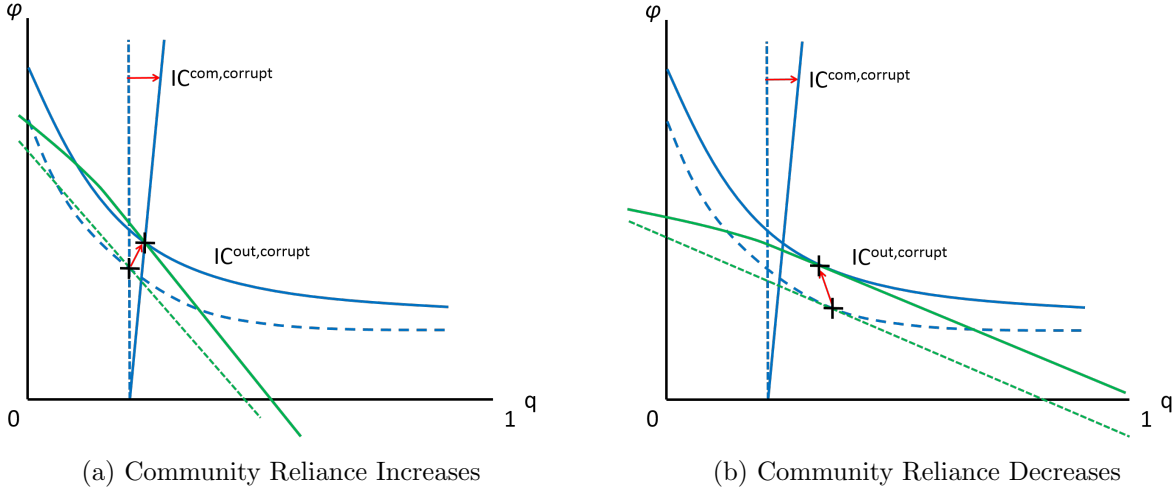 φ
IC^com,corrupt
IC^out,corrupt
0
1
q
(a) Community Reliance Increases
φ
IC^com,corrupt
IC^out,corrupt
0
1
q
(b) Community Reliance Decreases